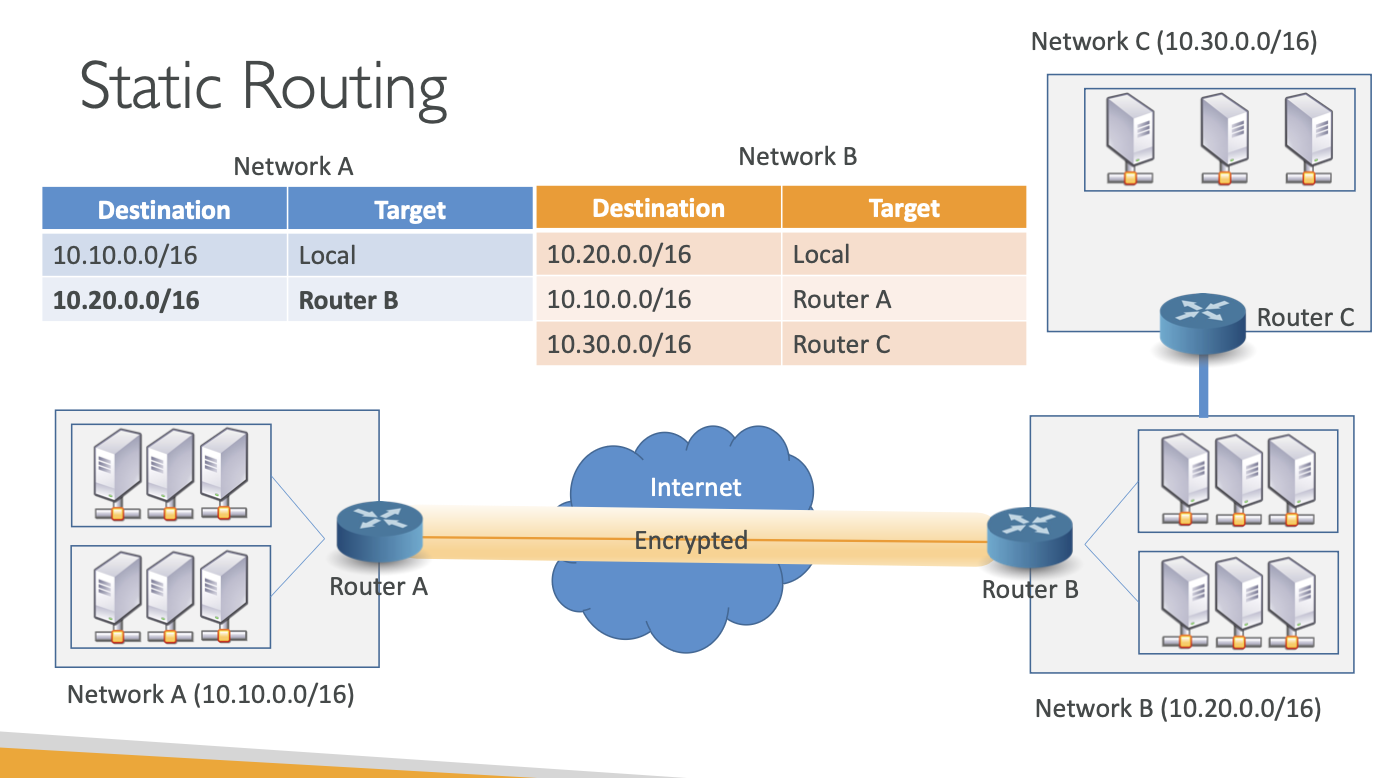 Static Routing
Network A
Destination Target
10.10.0.0/16 Local
10.20.0.0/16 Router B
Network B
Destination Target
10.20.0.0/16 Local
10.10.0.0/16 Router A
10.30.0.0/16 Router C
Network C (10.30.0.0/16)
Router C
Internet
Encrypted
Router A
Router B
Network A (10.10.0.0/16)
Network B (10.20.0.0/16)